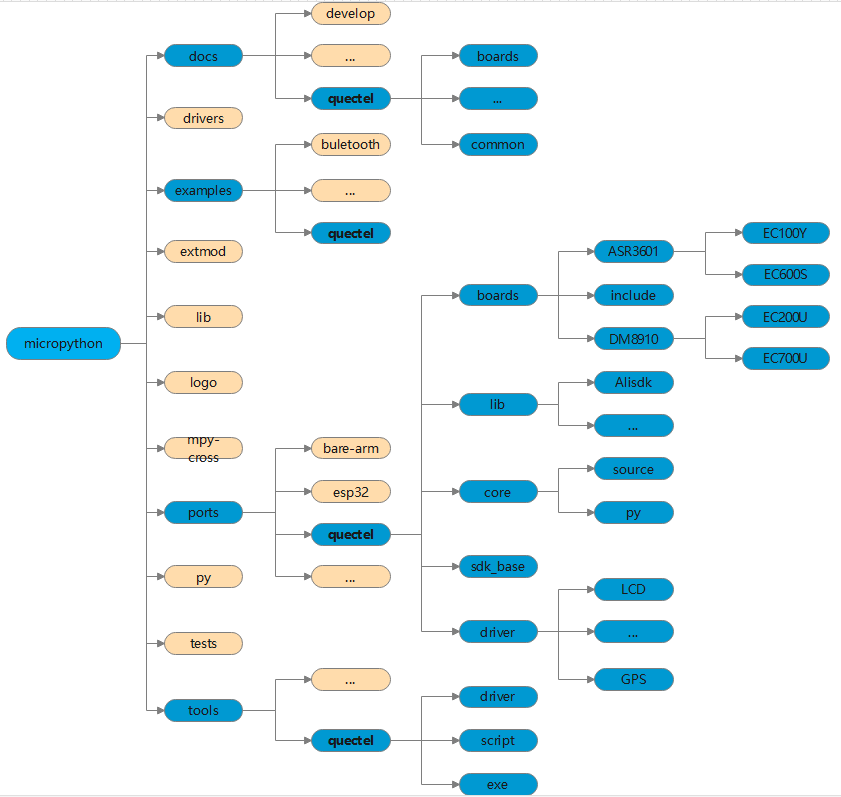 develop
docs
...
boards
quectel
...
drivers
buletooth
common
examples
...
quectel
EC100Y
extmod
ASR3601
EC600S
boards
include
lib
EC200U
micropython
DM8910
EC700U
logo
Alisdk
lib
...
mpy-
cross
bare-arm
source
esp32
core
ports
py
quectel
py
...
sdk_base
LCD
tests
driver
...
...
GPS
tools
driver
quectel
script
exe